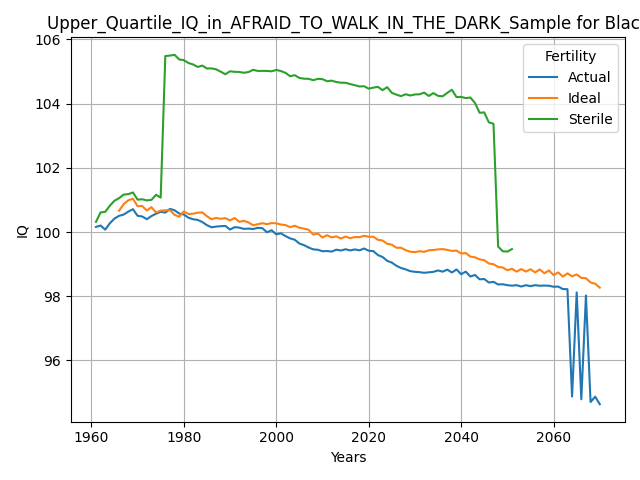 Upper_Quartile_IQ_in_AFRAID_TO_WALK_IN_THE_DARK_Sample for Blac
106
104
102
100
98
96
IQ
1960
1980
2000
2020
2040
2060
Years
Fertility
Actual
Ideal
Sterile